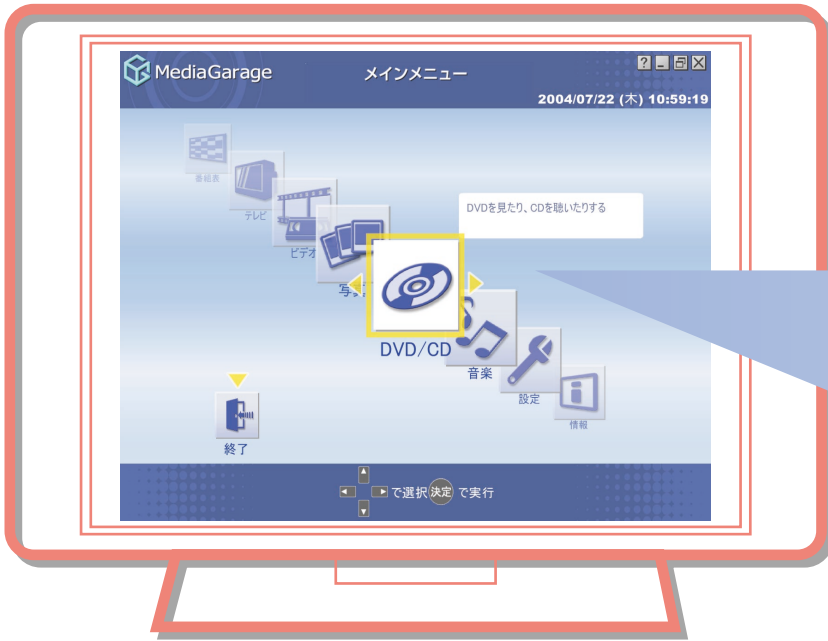 MediaGarage
メインメニュー
2004/07/22 (木) 10:59:19
番組表
テレビ
ビデオ
写真
DVDを見たり、CDを聴いたりする
DVD/CD
音楽
設定
情報
終了
で選択 決定 で実行